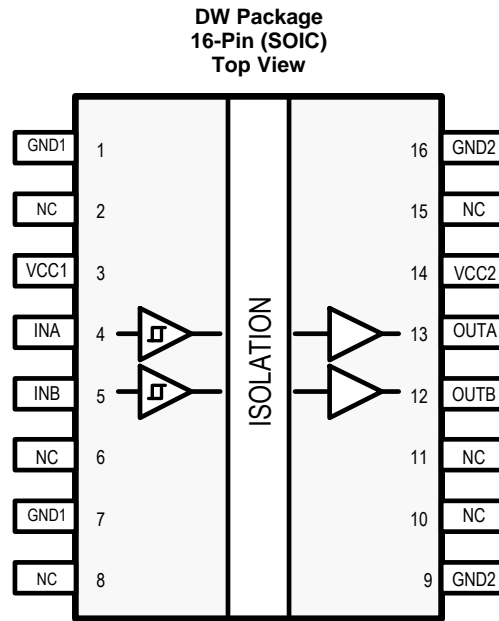 DW Package
16-Pin (SOIC)
Top View
GND1 1 16 GND2
NC 2 15 NC
VCC1 3 14 VCC2
INA 4 13 OUTA
INB 5 12 OUTB
NC 6 11 NC
GND1 7 10 NC
NC 8 9 GND2
ISOLATION